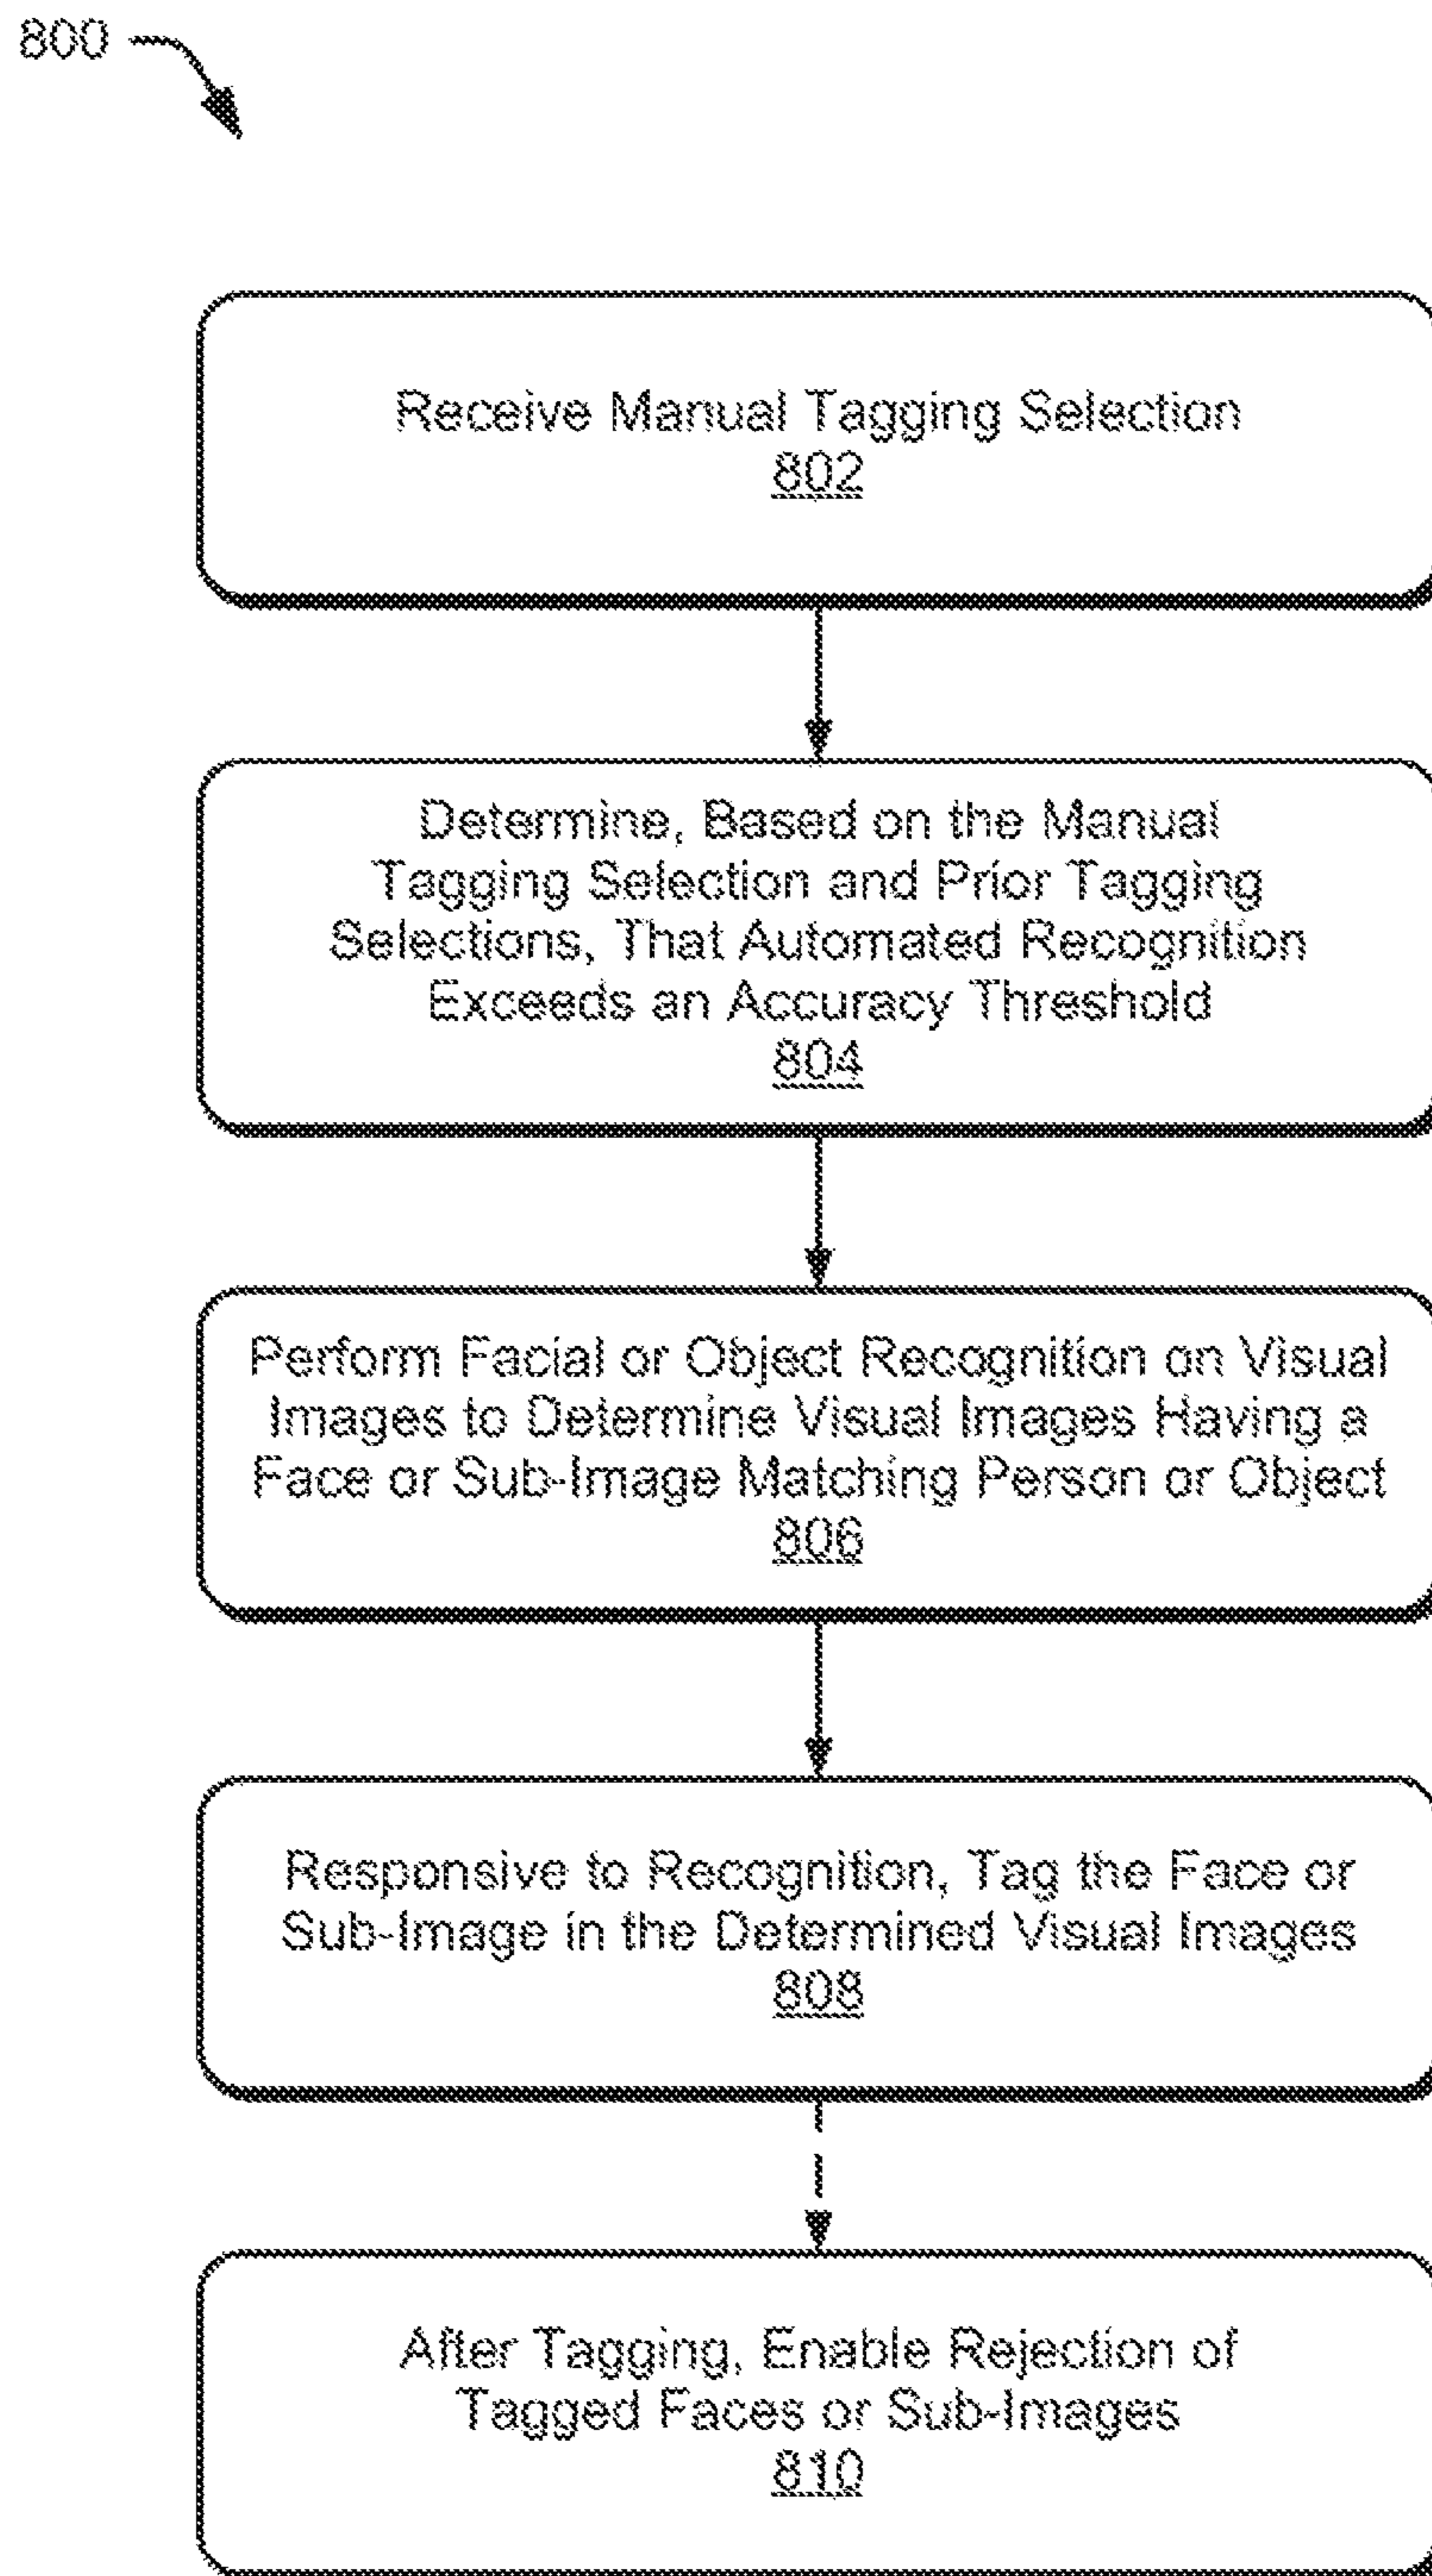 800
Receive Manual Tagging Selection
802
Determine, Based on the Manual
Tagging Selection and Prior Tagging
Selections, That Automated Recognition
Exceeds an Accuracy Threshold
804
Perform Facial or Object Recognition on Visual
Images to Determine Visual Images Having a
Face or Sub-Image Matching Person or Object
806
Responsive to Recognition, Tag the Face or
Sub-Image in the Determined Visual Images
808
After Tagging, Enable Rejection of
Tagged Faces or Sub-Images
810